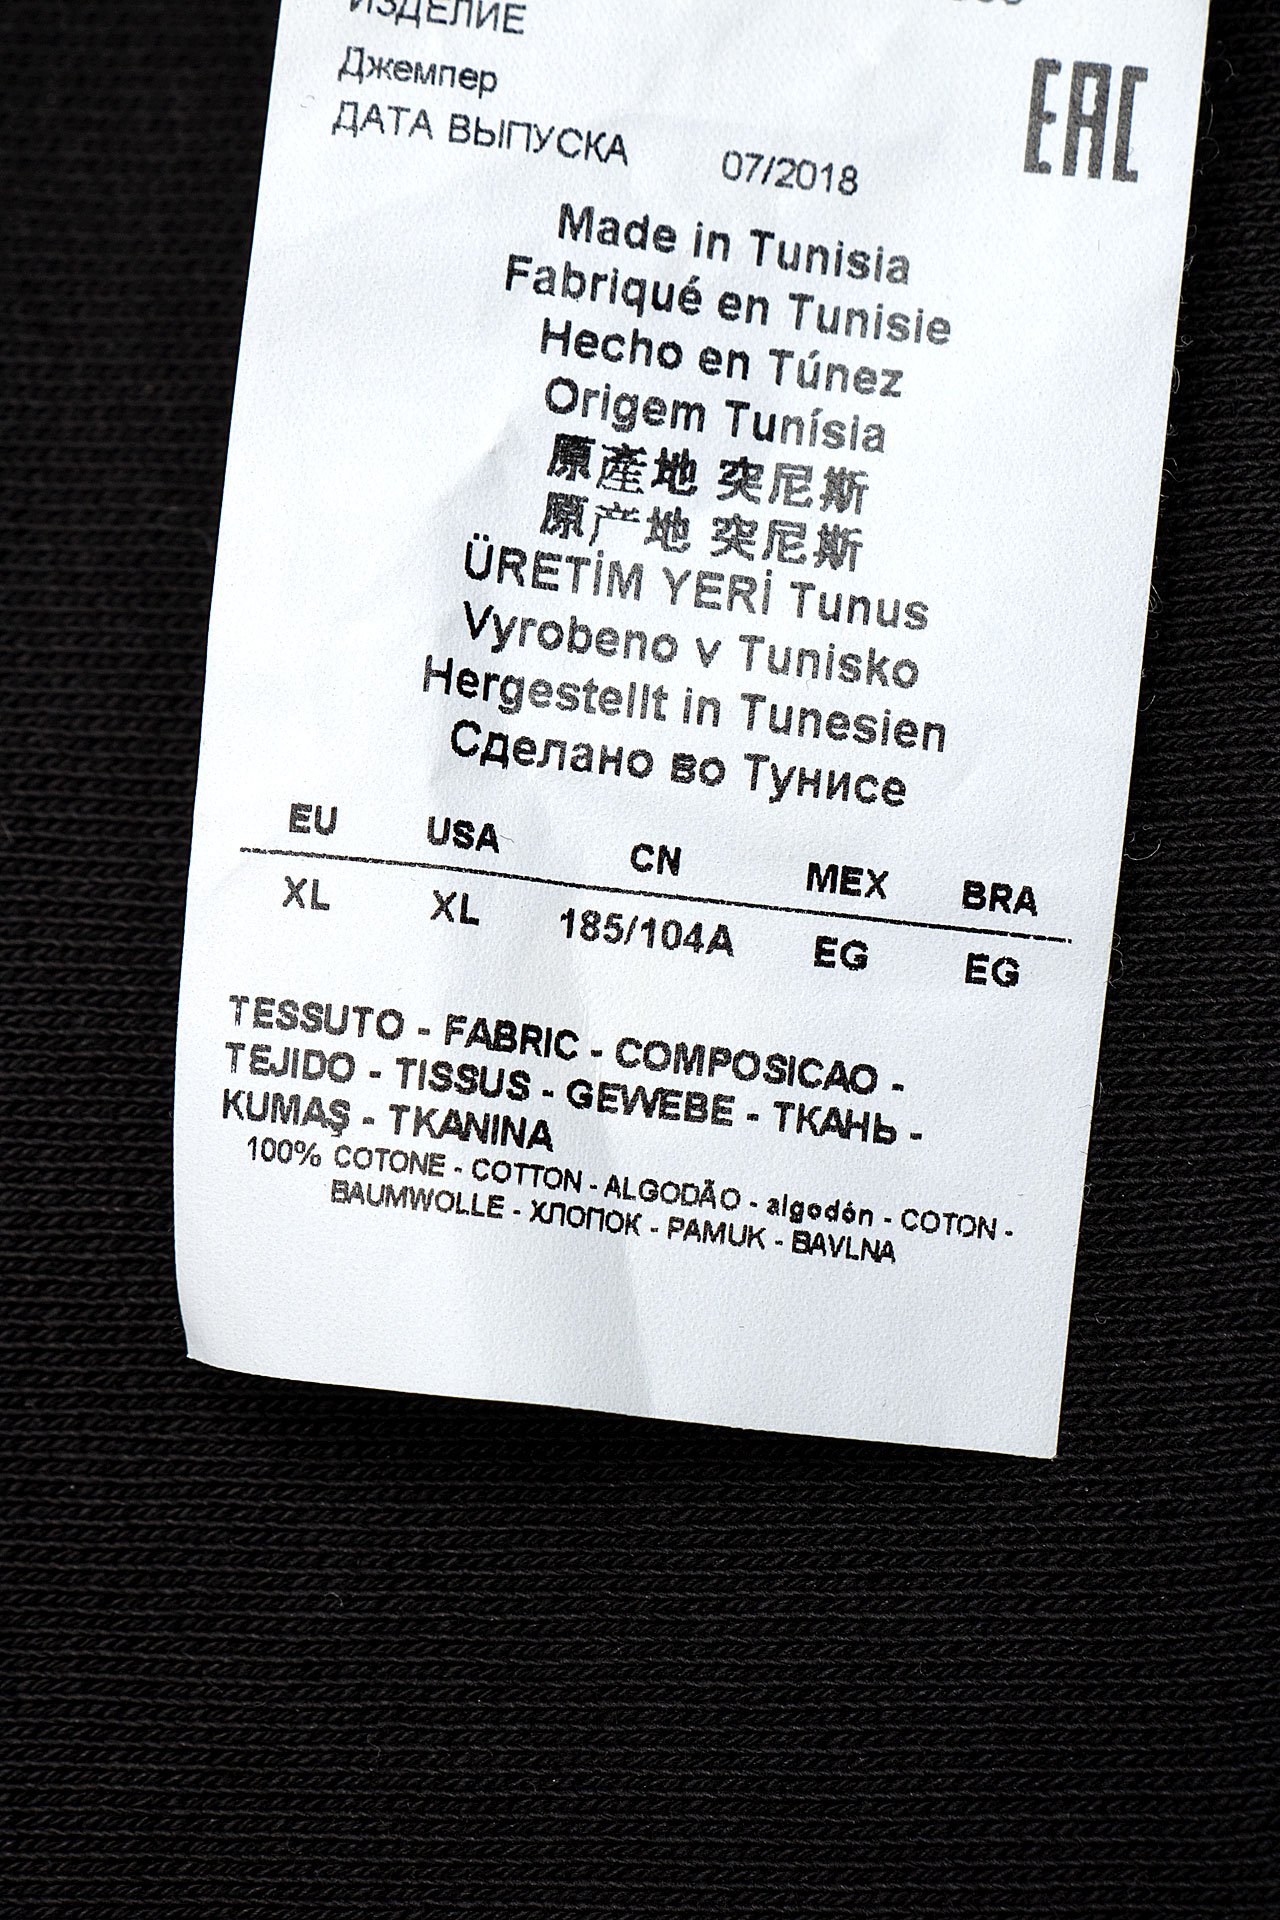 ИЗДЕЛИЕ
Джемпер
ДАТА ВЫПУСКА 07/2018
EAC
Made in Tunisia
Fabriqué en Tunisie
Hecho en Túnez
Origem Tunísia
原產地 突尼斯
原产地 突尼斯
ÜRETİM YERİ Tunus
Vyrobeno v Tunisko
Hergestellt in Tunesien
Сделано во Тунисе
EU USA CN MEX BRA
XL XL 185/104A EG EG
TESSUTO - FABRIC - COMPOSICAO -
TEJIDO - TISSUS - GEWEBE - ТКАНЬ -
KUMAŞ - TKANINA
100% COTONE - COTTON - ALGODÃO - algodón - COTON -
BAUMWOLLE - ХЛОПОК - PAMUK - BAVLNA